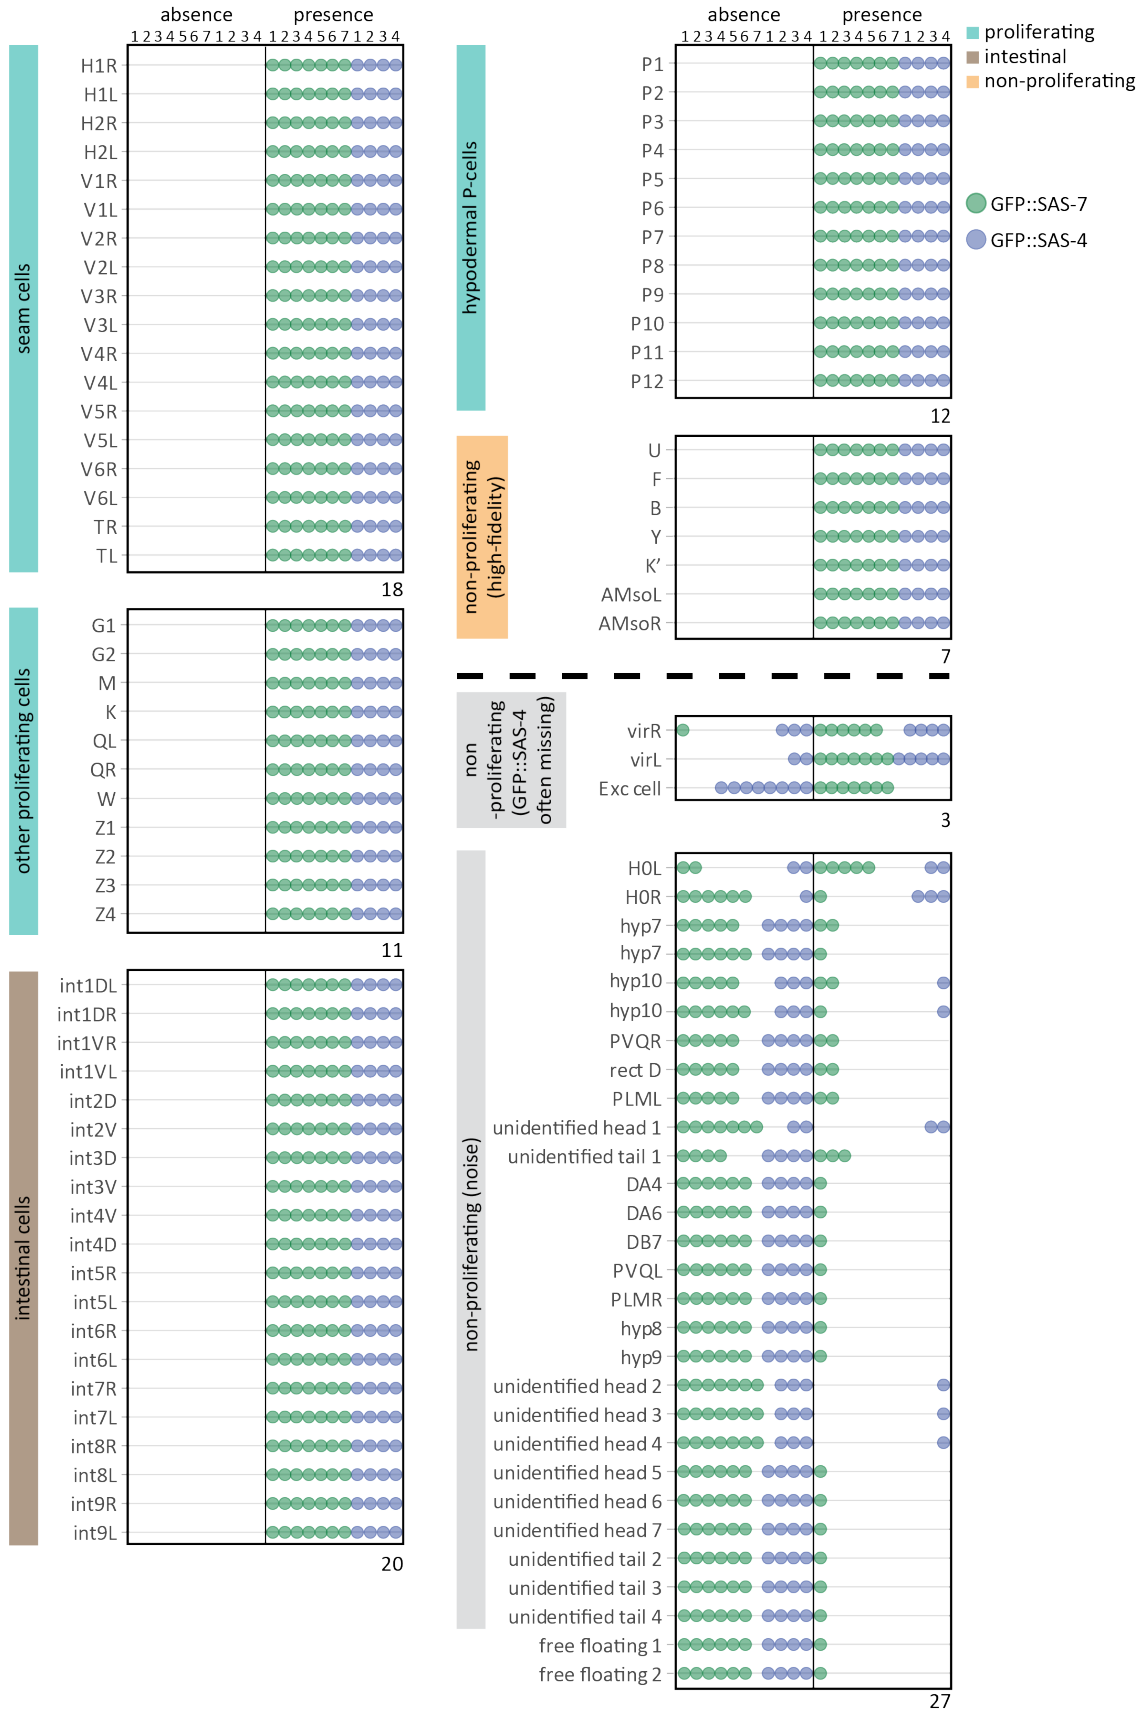 absence presence
1 2 3 4 5 6 7 1 2 3 4 1 2 3 4 5 6 7 1 2 3 4
seam cells
H1R
H1L
H2R
H2L
V1R
V1L
V2R
V2L
V3R
V3L
V4R
V4L
V5R
V5L
V6R
V6L
TR
TL
18
other proliferating cells
G1
G2
M
K
QL
QR
W
Z1
Z2
Z3
Z4
11
intestinal cells
int1DL
int1DR
int1VR
int1VL
int2D
int2V
int3D
int3V
int4V
int4D
int5R
int5L
int6R
int6L
int7R
int7L
int8R
int8L
int9R
int9L
20
absence presence
1 2 3 4 5 6 7 1 2 3 4 1 2 3 4 5 6 7 1 2 3 4
hypodermal P-cells
P1
P2
P3
P4
P5
P6
P7
P8
P9
P10
P11
P12
12
non-proliferating
(high-fidelity)
U
F
B
Y
K’
AMsoL
AMsoR
7
non
-proliferating
(GFP::SAS-4
often missing)
virR
virL
Exc cell
3
non-proliferating (noise)
H0L
H0R
hyp7
hyp7
hyp10
hyp10
PVQR
rect D
PLML
unidentified head 1
unidentified tail 1
DA4
DA6
DB7
PVQL
PLMR
hyp8
hyp9
unidentified head 2
unidentified head 3
unidentified head 4
unidentified head 5
unidentified head 6
unidentified head 7
unidentified tail 2
unidentified tail 3
unidentified tail 4
free floating 1
free floating 2
27
proliferating
intestinal
non-proliferating
GFP::SAS-7
GFP::SAS-4